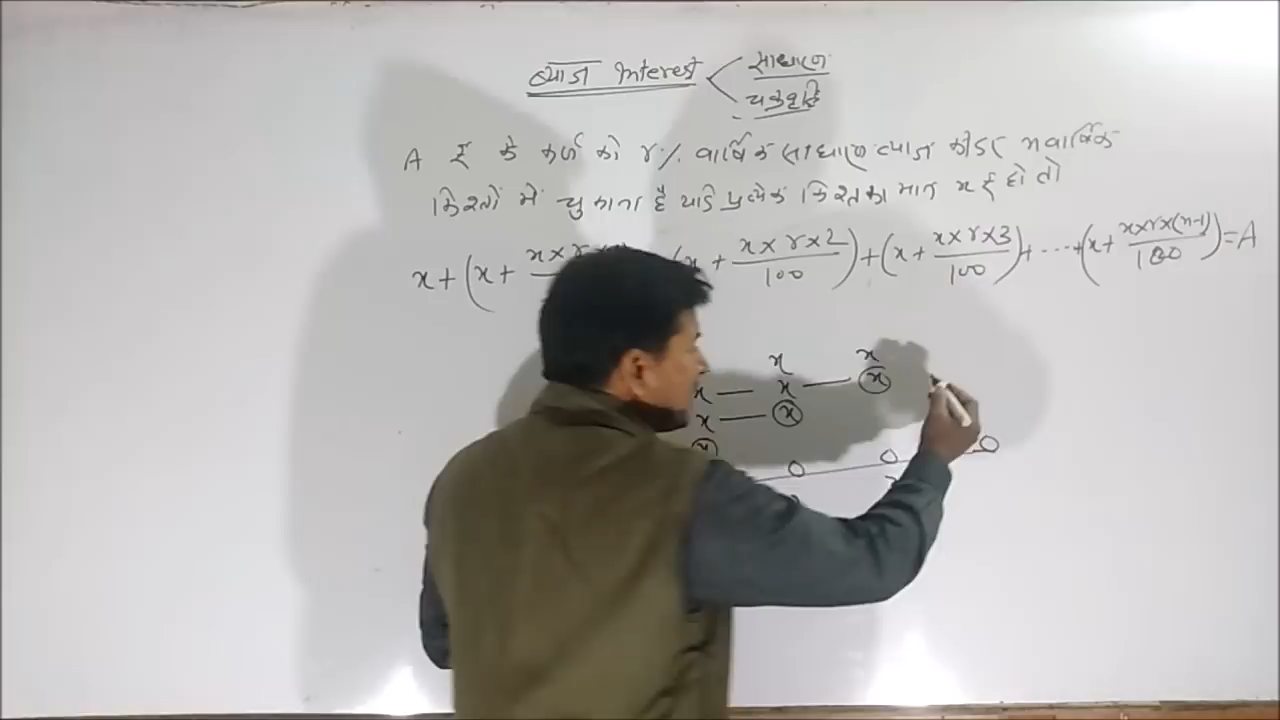 ब्याज Interest
साधारण
चक्रवृद्धि
A रु के कर्ज को r% वार्षिक साधारण ब्याज की दर n वार्षिक
किश्तों में चुकाना है यदि प्रत्येक किश्त का मान x रु हो तो
x + (x + x×r (x + x×r×2/100) + (x + x×r×3/100) + ... + (x + x×r×(n-1)/100) = A
x x
x — x — x
x — x
x